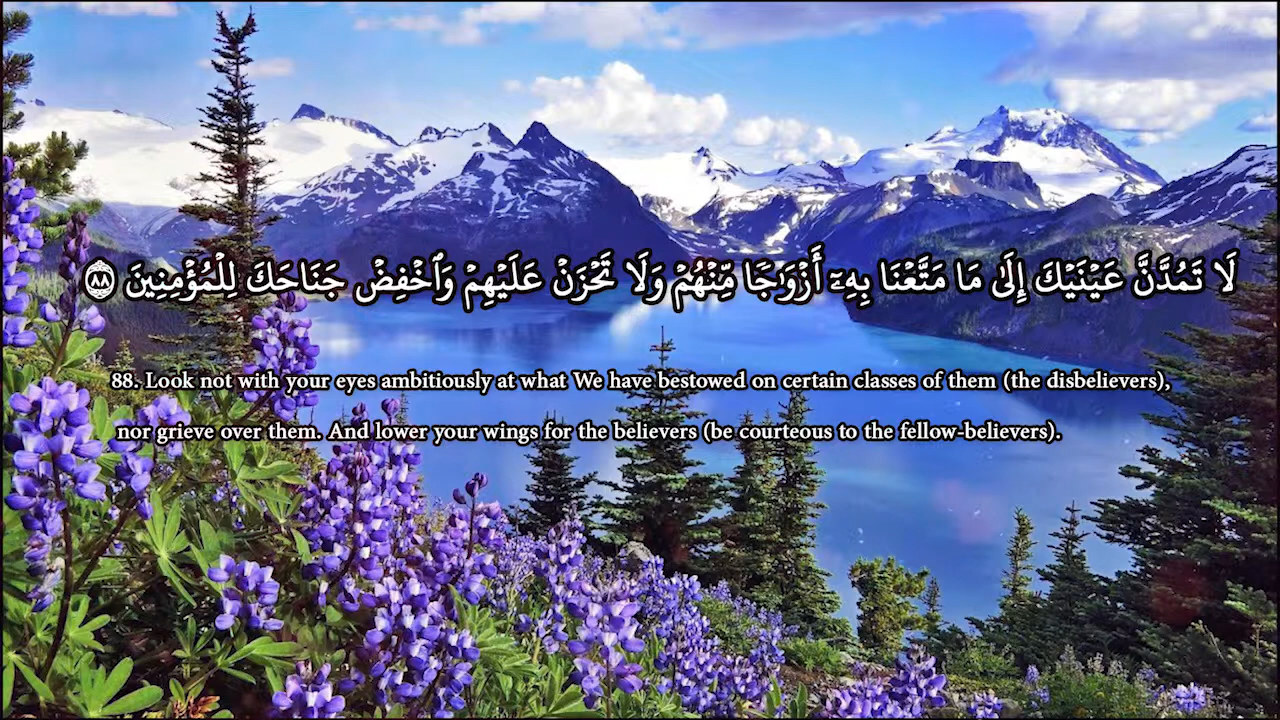 لَا تَمُدَّنَّ عَيْنَيْكَ إِلَىٰ مَا مَتَّعْنَا بِهِۦٓ أَزْوَٰجًا مِّنْهُمْ وَلَا تَحْزَنْ عَلَيْهِمْ وَٱخْفِضْ جَنَاحَكَ لِلْمُؤْمِنِينَ ٨٨
88. Look not with your eyes ambitiously at what We have bestowed on certain classes of them (the disbelievers),
nor grieve over them. And lower your wings for the believers (be courteous to the fellow-believers).